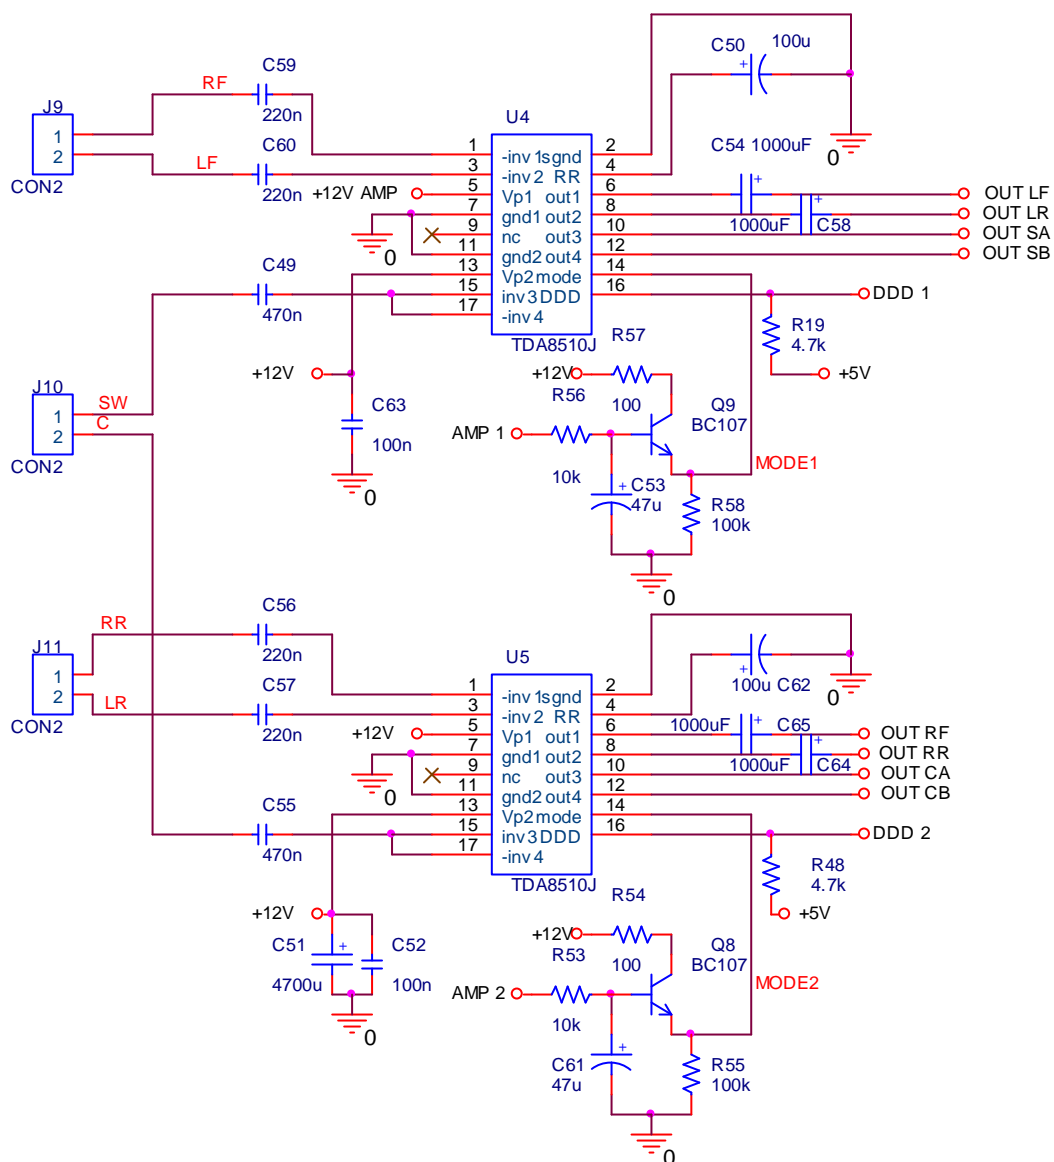 C50 100u
C59
RF
J9
1
2
CON2
220n
C60
LF
220n
U4
C54 1000uF
0
1 -inv 1 sgnd 2
3 -inv 2 RR 4
+12V AMP 5 Vp1 out1 6 OUT LF
7 gnd1 out2 8 OUT LR
9 nc out3 10 OUT SA
11 gnd2 out4 12 OUT SB
13 Vp2 mode 14
15 inv 3 DDD 16 DDD 1
17 -inv 4
1000uF C58
0
C49
470n
TDA8510J
R57
R19
4.7k
+5V
+12V
+12V
R56
100
Q9
BC107
J10
SW
1
C
2
CON2
C63
100n
0
AMP 1
10k
C53
47u
MODE1
R58
100k
0
C56
RR
J11
1
2
LR
CON2
220n
C57
220n
U5
100u C62
0
1 -inv 1 sgnd 2
3 -inv 2 RR 4
+12V 5 Vp1 out1 6 OUT RF
7 gnd1 out2 8 OUT RR
9 nc out3 10 OUT CA
11 gnd2 out4 12 OUT CB
13 Vp2 mode 14
15 inv 3 DDD 16 DDD 2
17 -inv 4
1000uF C65
1000uF C64
0
C55
470n
TDA8510J
R54
R48
4.7k
+5V
+12V
+12V
R53
100
Q8
BC107
C51
4700u
C52
100n
0
AMP 2
10k
MODE2
C61
47u
R55
100k
0